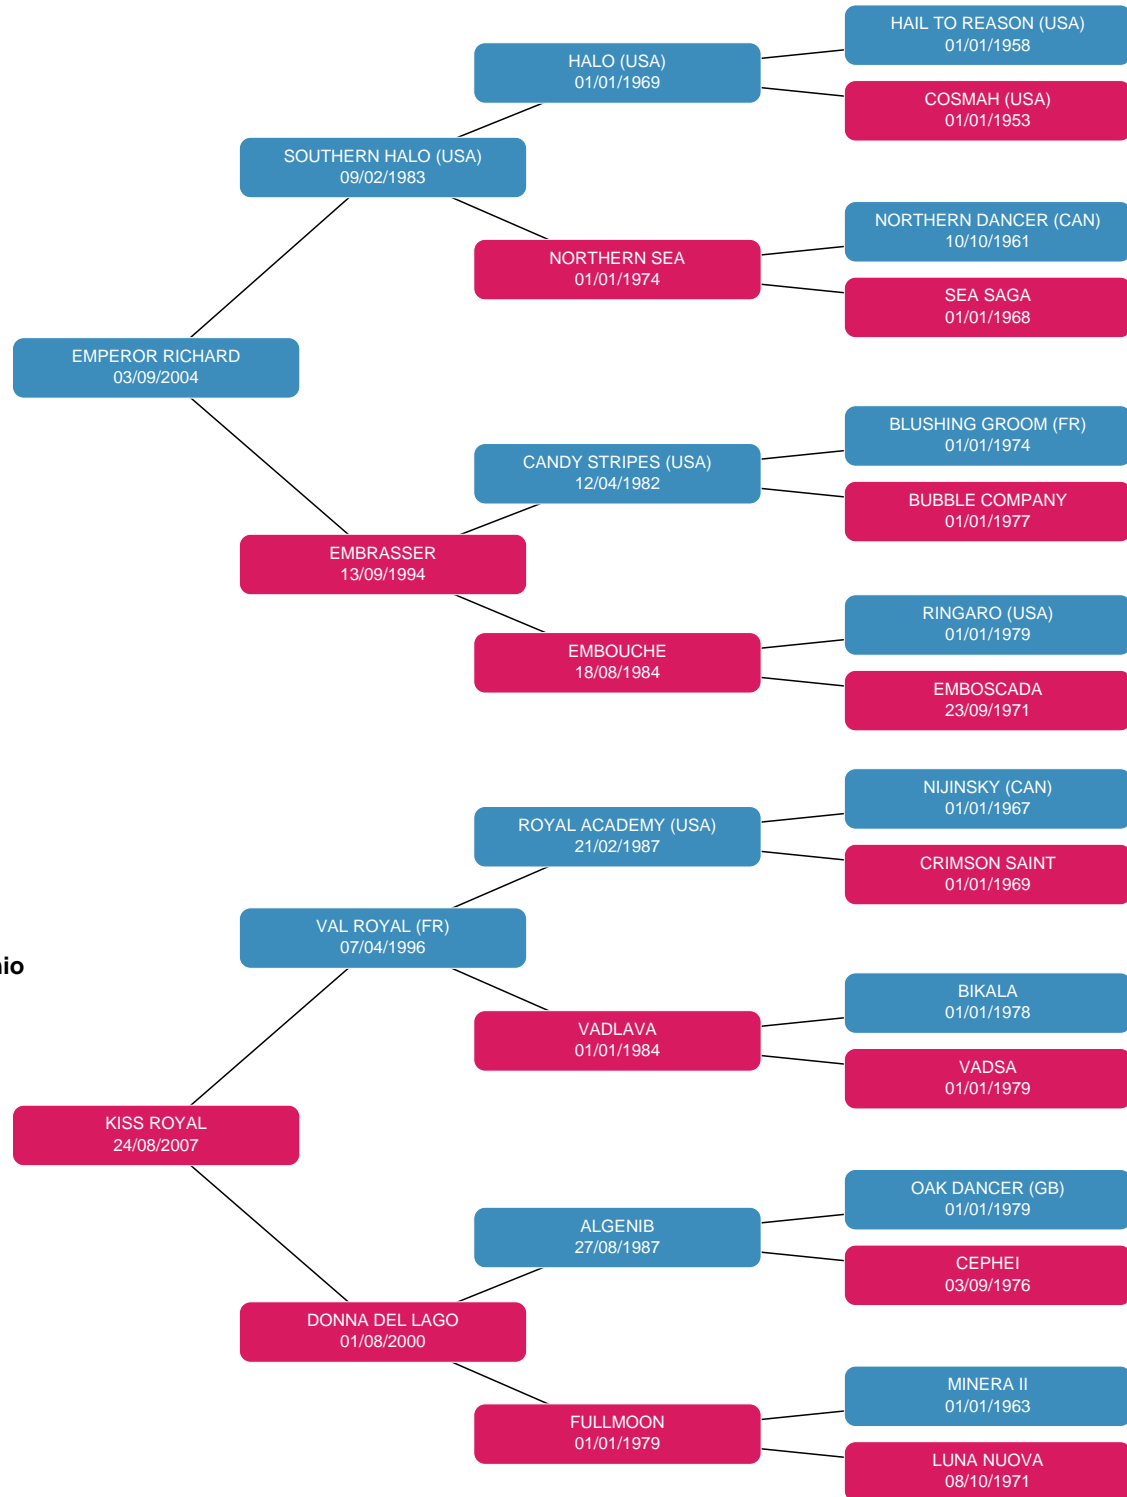 HAIL TO REASON (USA)
01/01/1958
HALO (USA)
01/01/1969
COSMAH (USA)
01/01/1953
SOUTHERN HALO (USA)
09/02/1983
NORTHERN DANCER (CAN)
10/10/1961
NORTHERN SEA
01/01/1974
SEA SAGA
01/01/1968
EMPEROR RICHARD
03/09/2004
BLUSHING GROOM (FR)
01/01/1974
CANDY STRIPES (USA)
12/04/1982
BUBBLE COMPANY
01/01/1977
EMBRASSER
13/09/1994
RINGARO (USA)
01/01/1979
EMBOUCHE
18/08/1984
EMBOSCADA
23/09/1971
NIJINSKY (CAN)
01/01/1967
ROYAL ACADEMY (USA)
21/02/1987
CRIMSON SAINT
01/01/1969
VAL ROYAL (FR)
07/04/1996
nio
BIKALA
01/01/1978
VADLAVA
01/01/1984
VADSA
01/01/1979
KISS ROYAL
24/08/2007
OAK DANCER (GB)
01/01/1979
ALGENIB
27/08/1987
CEPHEI
03/09/1976
DONNA DEL LAGO
01/08/2000
MINERA II
01/01/1963
FULLMOON
01/01/1979
LUNA NUOVA
08/10/1971